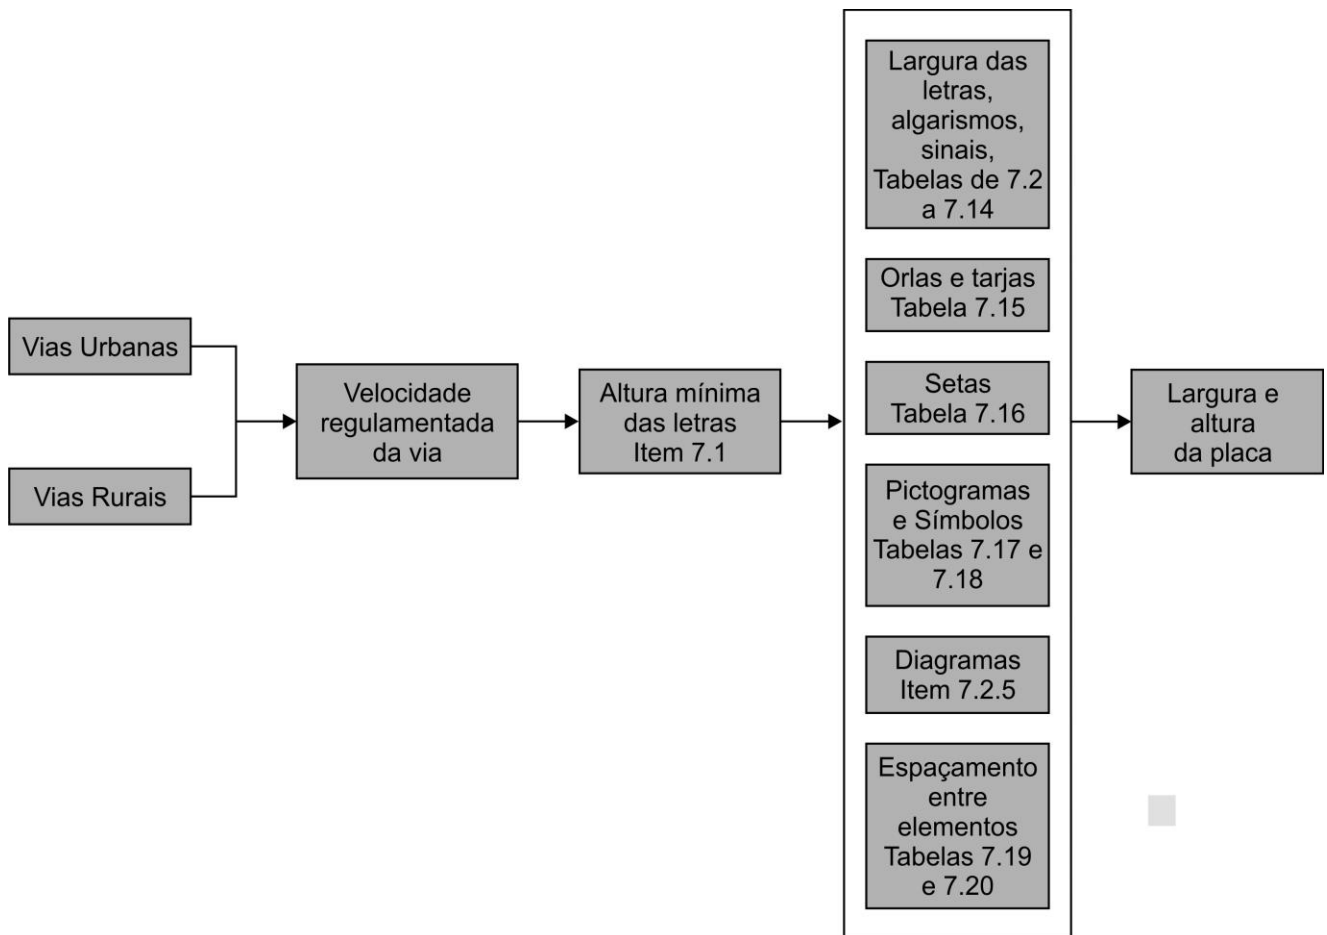 Vias Urbanas
Vias Rurais
Velocidade
regulamentada
da via
Altura mínima
das letras
Item 7.1
Largura das
letras,
algarismos,
sinais,
Tabelas de 7.2
a 7.14
Orlas e tarjas
Tabela 7.15
Setas
Tabela 7.16
Pictogramas
e Símbolos
Tabelas 7.17 e
7.18
Diagramas
Item 7.2.5
Espaçamento
entre
elementos
Tabelas 7.19
e 7.20
Largura e
altura
da placa